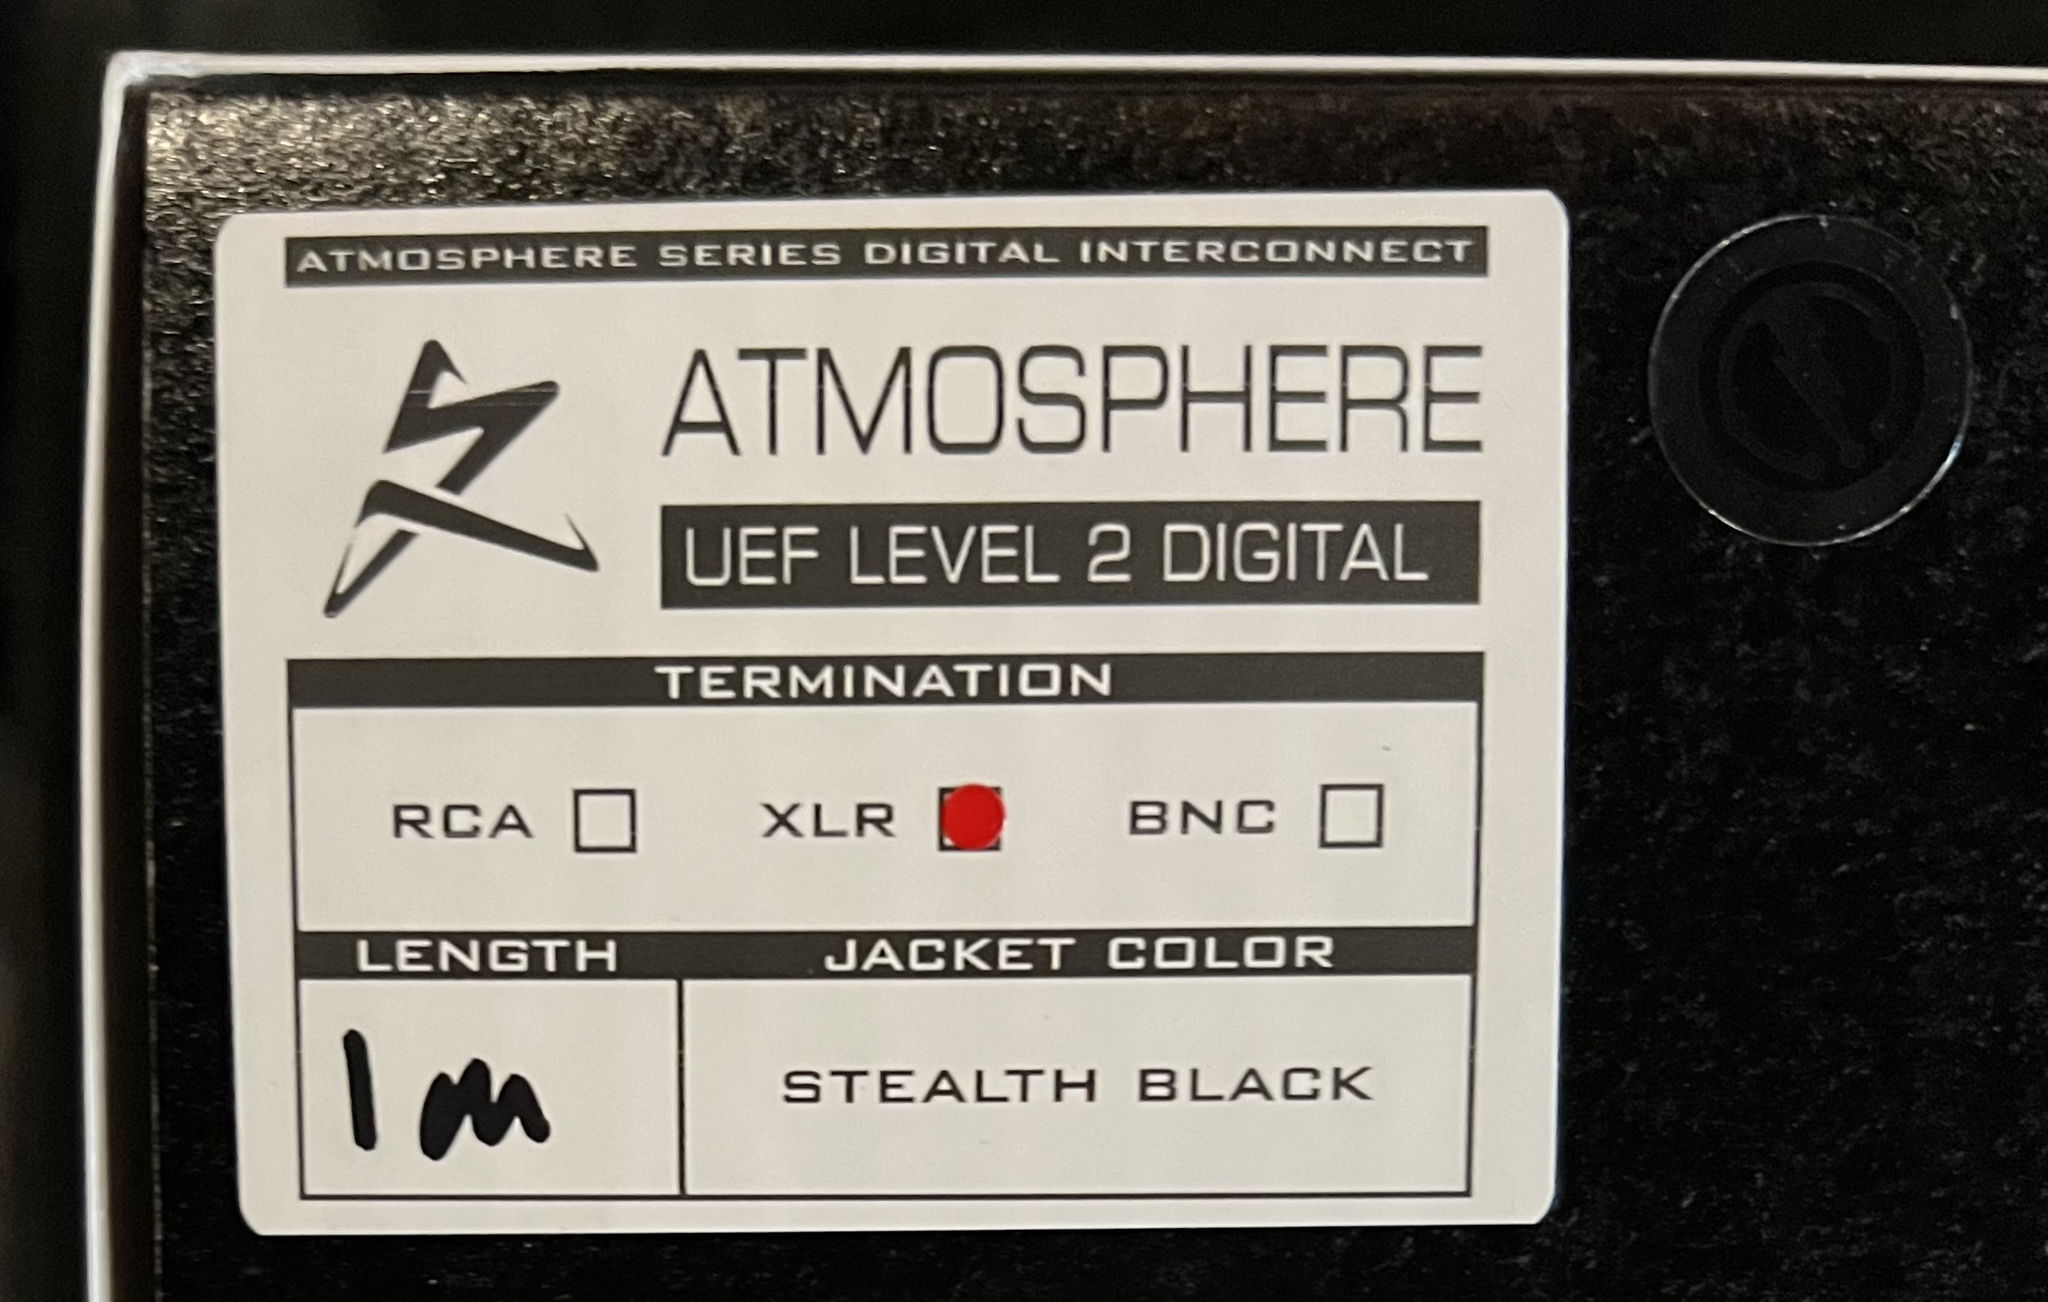 ATMOSPHERE SERIES DIGITAL INTERCONNECT
ATMOSPHERE
UEF LEVEL 2 DIGITAL
TERMINATION
RCA XLR BNC
LENGTH JACKET COLOR
1m STEALTH BLACK